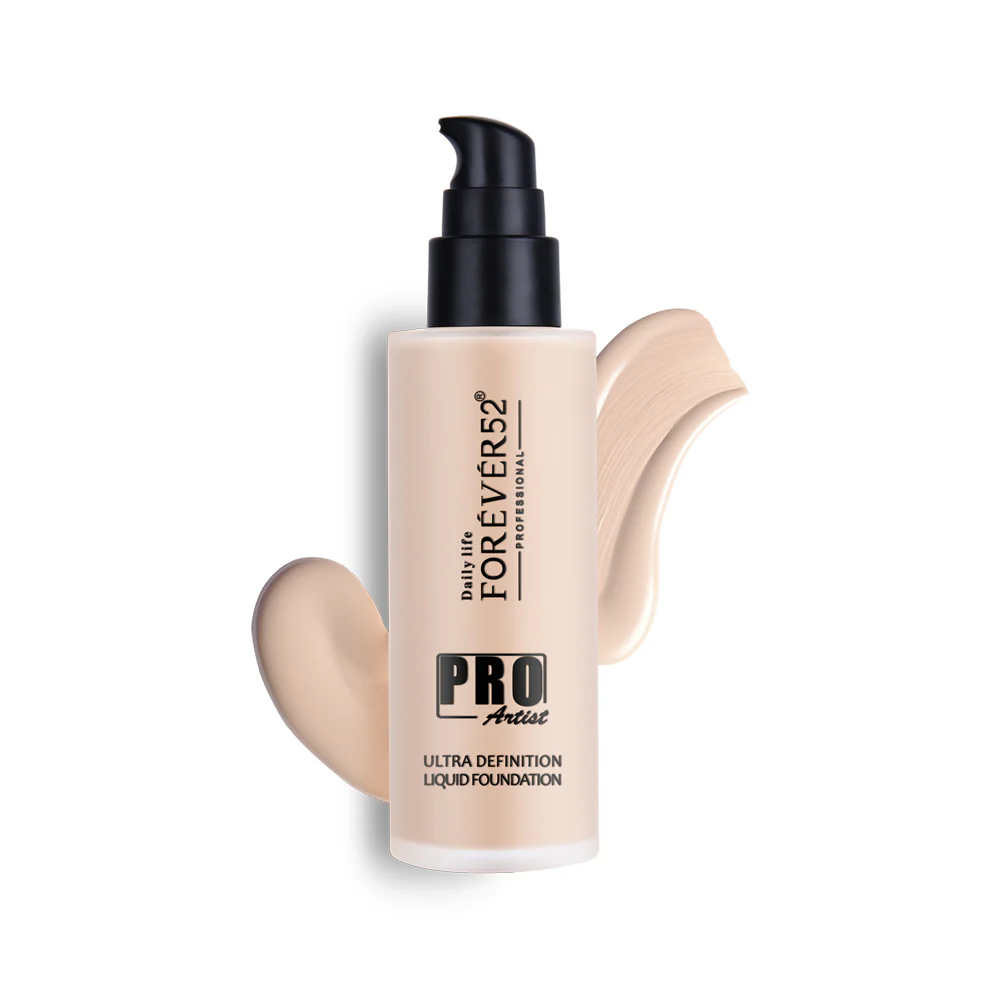 Daily life
FORÉVÉR52®
PROFESSIONAL
PRO
Artist
ULTRA DEFINITION
LIQUID FOUNDATION